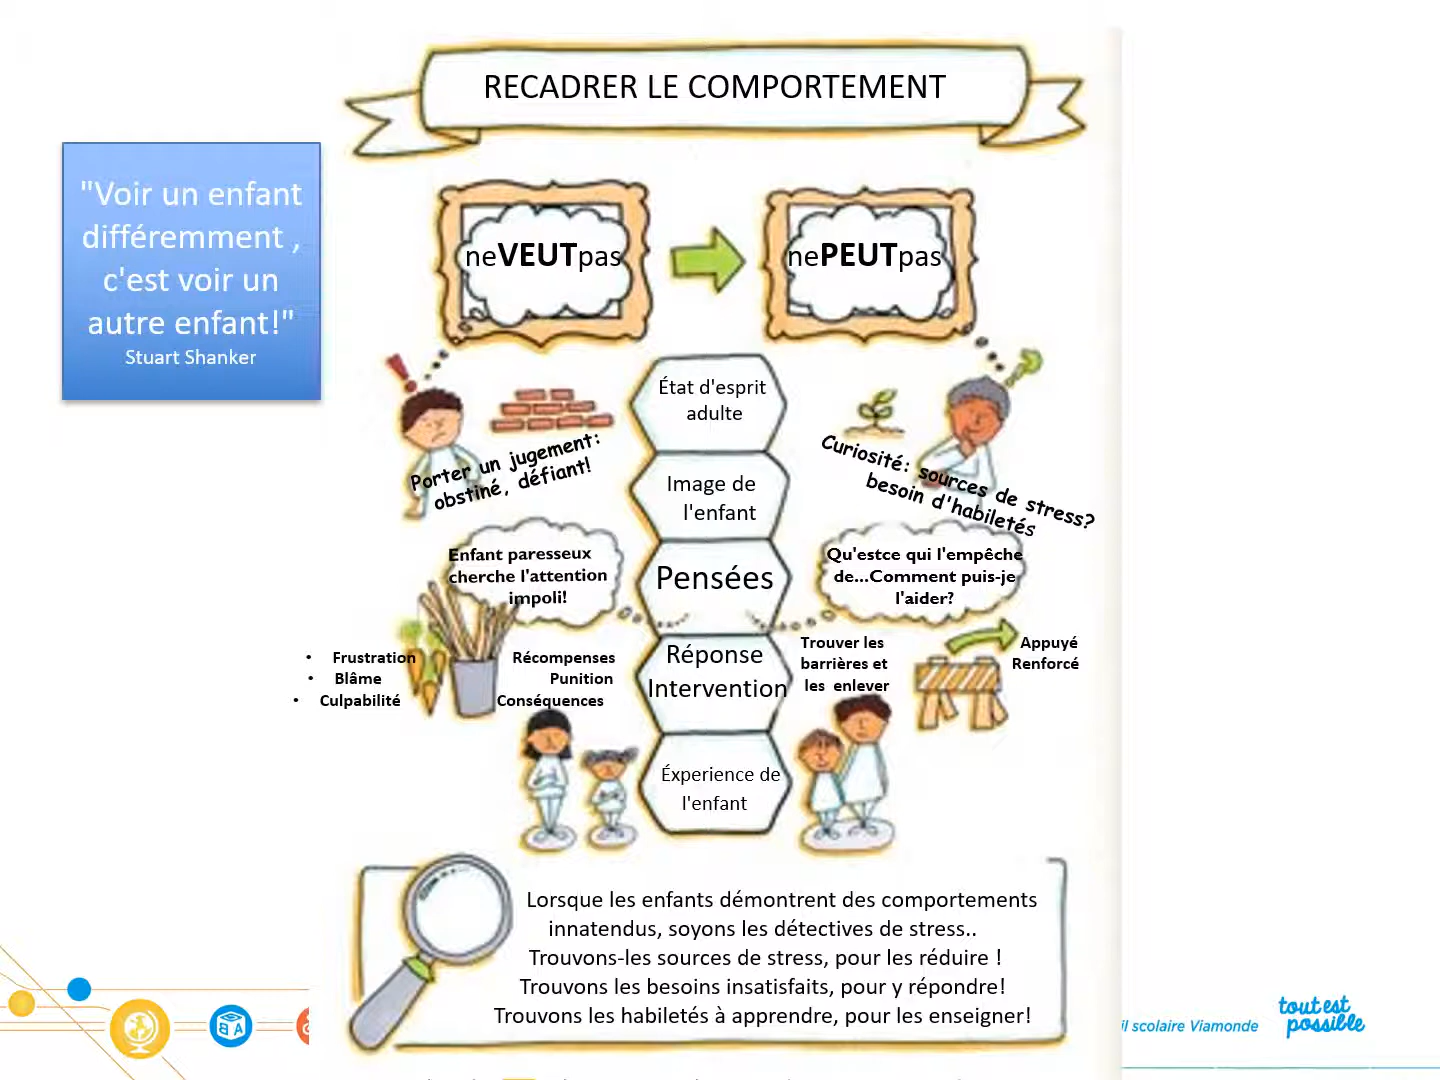 RECADRER LE COMPORTEMENT
"Voir un enfant
différemment ,
c'est voir un
autre enfant!"
Stuart Shanker
neVEUTpas
nePEUTpas
État d'esprit
adulte
Porter un jugement:
obstiné, défiant!
Curiosité: sources de stress?
besoin d'habiletés
Image de
l'enfant
Enfant paresseux
cherche l'attention
impoli!
Pensées
Qu'estce qui l'empêche
de...Comment puis-je
l'aider?
• Frustration
• Blâme
• Culpabilité
Récompenses
Punition
Conséquences
Réponse
Intervention
Trouver les
barrières et
les enlever
Appuyé
Renforcé
Éxperience de
l'enfant
Lorsque les enfants démontrent des comportements
innatendus, soyons les détectives de stress..
Trouvons-les sources de stress, pour les réduire !
Trouvons les besoins insatisfaits, pour y répondre!
Trouvons les habiletés à apprendre, pour les enseigner!
B A
il scolaire Viamonde
tout est
possible